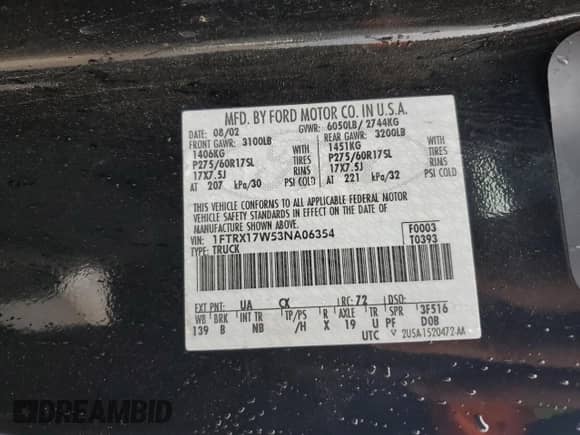 MFD. BY FORD MOTOR CO. IN U.S.A.
DATE: 08/02 GVWR: 6050LB/ 2744KG
FRONT GAWR: 3100LB REAR GAWR: 3200LB
1406KG WITH 1451KG WITH
P275/60R17SL TIRES P275/60R17SL TIRES
17X7.5J RIMS 17X7.5J RIMS
AT 207 kPa/30 PSI COLD AT 221 kPa/32 PSI COLD
THIS VEHICLE CONFORMS TO ALL APPLICABLE FEDERAL MOTOR
VEHICLE SAFETY AND THEFT PREVENTION STANDARDS IN EFFECT ON THE DATE OF
MANUFACTURE SHOWN ABOVE.
VIN: 1FTRX17W53NA06354 F0003
TYPE: TRUCK T0393
EXT PNT: UA CX RC: 72 DSO:
WB BRK INT TR TP/PS R AXLE TR SPR 3F516
139 B NB /H X 19 U PF D0B
UTC V 2U5A-1520472-AA
DREAMBID